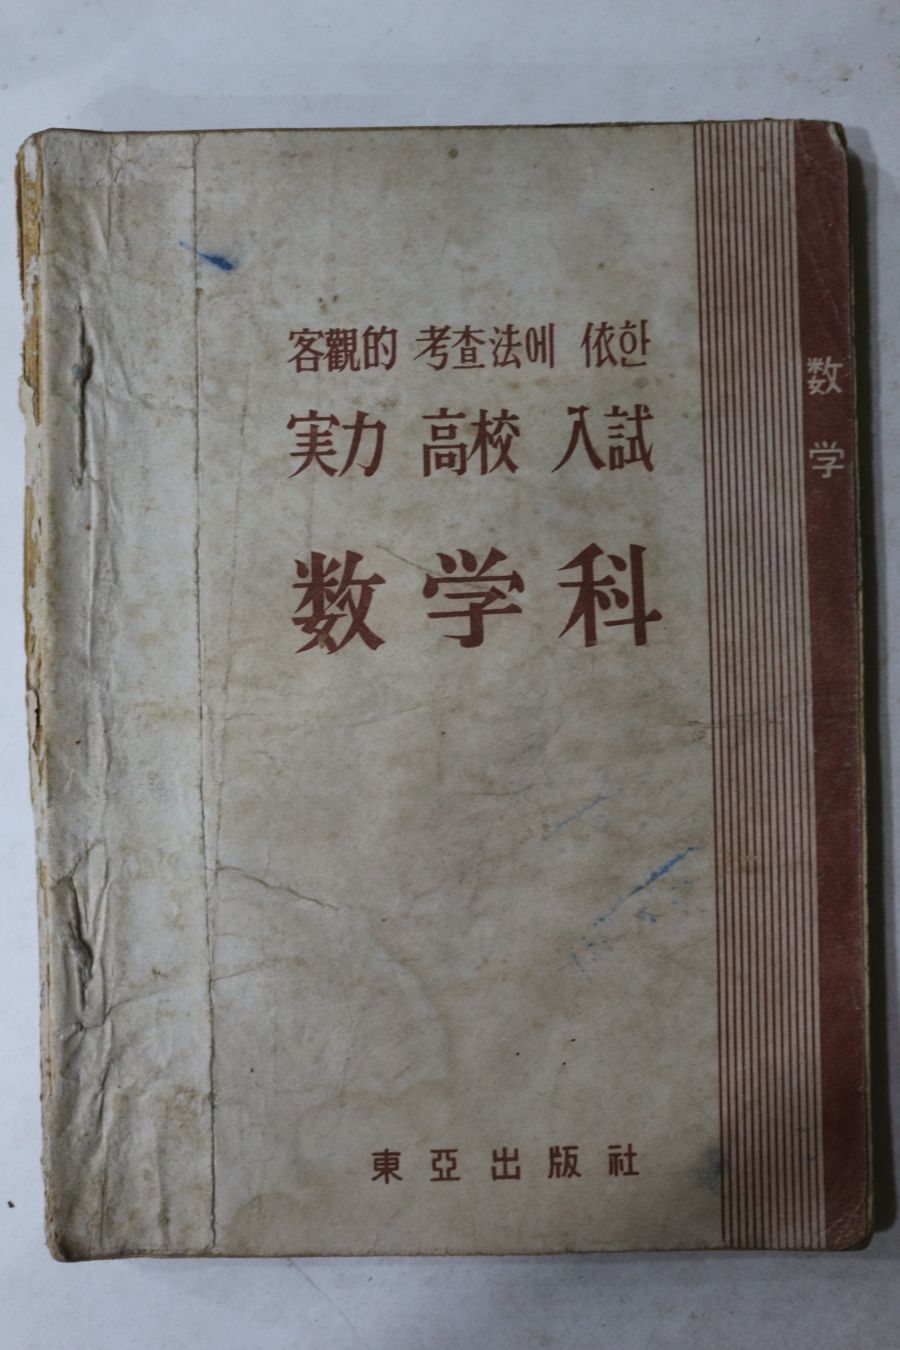 客觀的 考査法에 依한
実力 高校 入試
数学科
数学
東亞出版社